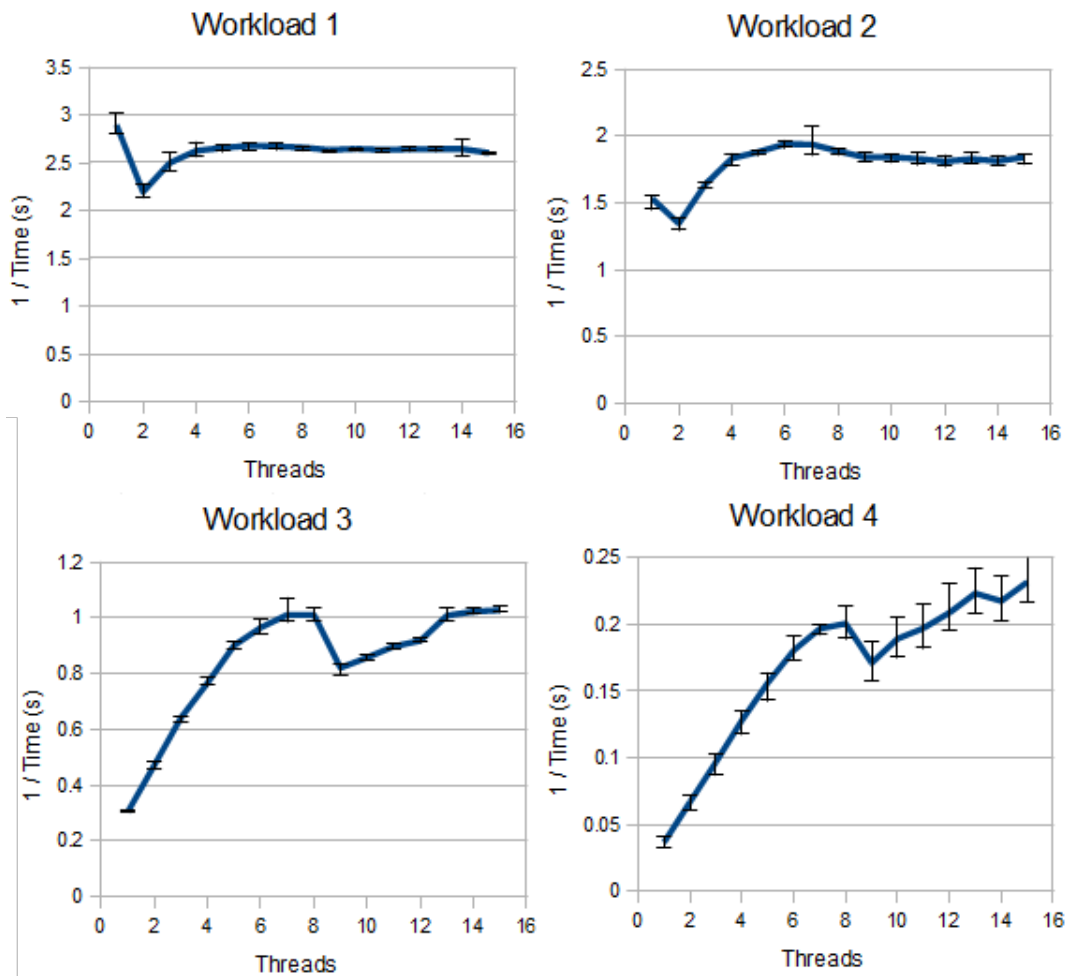 Workload 1
3.5
3
2.5
2
1.5
1
0.5
0
1 / Time (s)
0 2 4 6 8 10 12 14 16
Threads
Workload 2
2.5
2
1.5
1
0.5
0
1 / Time (s)
0 2 4 6 8 10 12 14 16
Threads
Workload 3
1.2
1
0.8
0.6
0.4
0.2
0
1 / Time (s)
0 2 4 6 8 10 12 14 16
Threads
Workload 4
0.25
0.2
0.15
0.1
0.05
0
1 / Time (s)
0 2 4 6 8 10 12 14 16
Threads